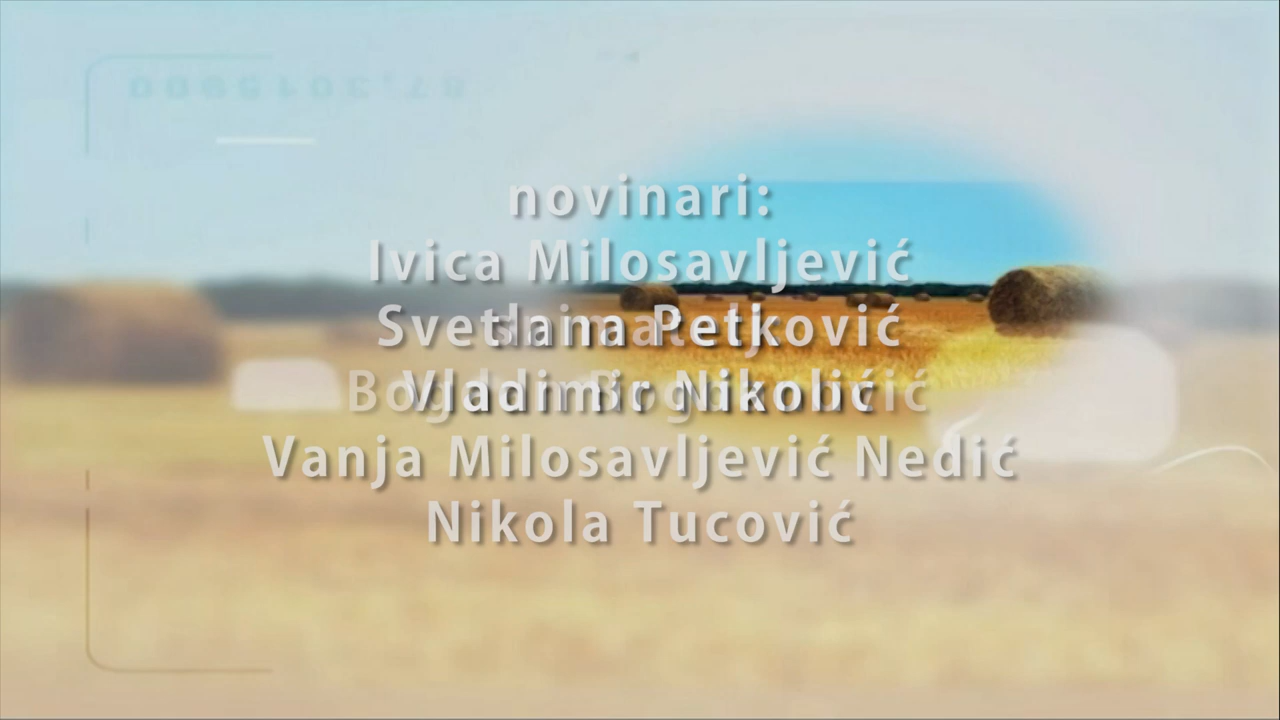 novinari:
Ivica Milosavljević
Svetlana Petković
Vladimir Nikolić
Vanja Milosavljević Nedić
Nikola Tucović